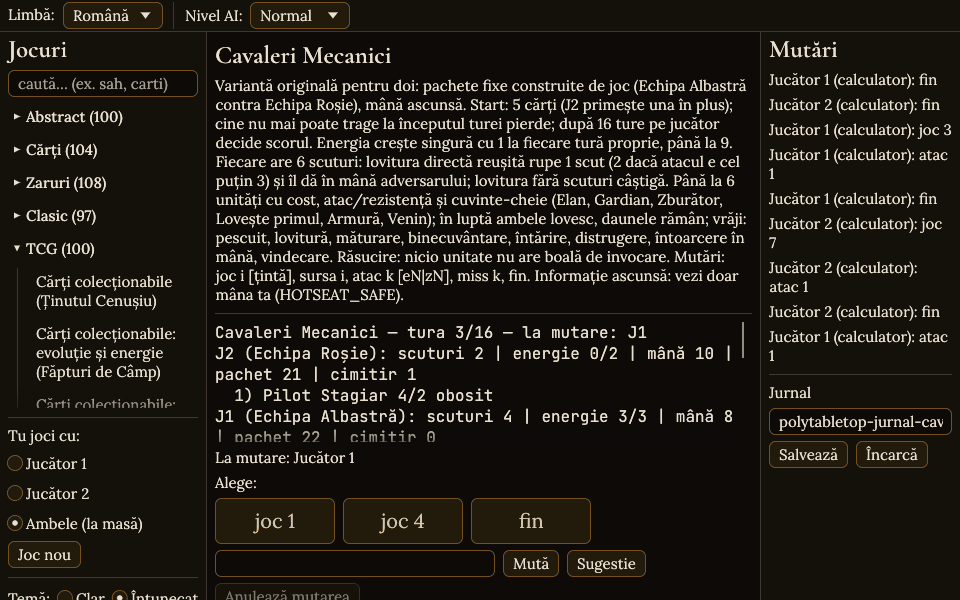 Limbă: Română ▼ Nivel AI: Normal ▼
Jocuri
caută... (ex. sah, carti)
▸ Abstract (100)
▸ Cărți (104)
▸ Zaruri (108)
▸ Clasic (97)
▾ TCG (100)
Cărți colecționabile
(Ținutul Cenușiu)
Cărți colecționabile:
evoluție și energie
(Făpturi de Câmp)
Cărți colecționabile:
Tu joci cu:
Jucător 1
Jucător 2
Ambele (la masă)
Joc nou
Temă: Clar Întunecat
Cavaleri Mecanici
Variantă originală pentru doi: pachete fixe construite de joc (Echipa Albastră
contra Echipa Roșie), mână ascunsă. Start: 5 cărți (J2 primește una în plus);
cine nu mai poate trage la începutul turei pierde; după 16 ture pe jucător
decide scorul. Energia crește singură cu 1 la fiecare tură proprie, până la 9.
Fiecare are 6 scuturi: lovitura directă reușită rupe 1 scut (2 dacă atacul e cel
puțin 3) și îl dă în mână adversarului; lovitura fără scuturi câștigă. Până la 6
unități cu cost, atac/rezistență și cuvinte-cheie (Elan, Gardian, Zburător,
Lovește primul, Armură, Venin); în luptă ambele lovesc, daunele rămân; vrăji:
pescuit, lovitură, măturare, binecuvântare, întărire, distrugere, întoarcere în
mână, vindecare. Răsucire: nicio unitate nu are boală de invocare. Mutări:
joc i [țintă], sursa i, atac k [eN|zN], miss k, fin. Informație ascunsă: vezi doar
mâna ta (HOTSEAT_SAFE).
Cavaleri Mecanici — tura 3/16 — la mutare: J1
J2 (Echipa Roșie): scuturi 2 | energie 0/2 | mână 10 |
pachet 21 | cimitir 1
1) Pilot Stagiar 4/2 obosit
J1 (Echipa Albastră): scuturi 4 | energie 3/3 | mână 8
| pachet 22 | cimitir 0
La mutare: Jucător 1
Alege:
joc 1 joc 4 fin
Mută Sugestie
Anulează mutarea
Mutări
Jucător 1 (calculator): fin
Jucător 2 (calculator): fin
Jucător 1 (calculator): joc 3
Jucător 1 (calculator): atac
1
Jucător 1 (calculator): fin
Jucător 2 (calculator): joc
7
Jucător 2 (calculator):
atac 1
Jucător 2 (calculator): fin
Jucător 1 (calculator): atac
1
Jurnal
polytabletop-jurnal-cav
Salvează Încarcă